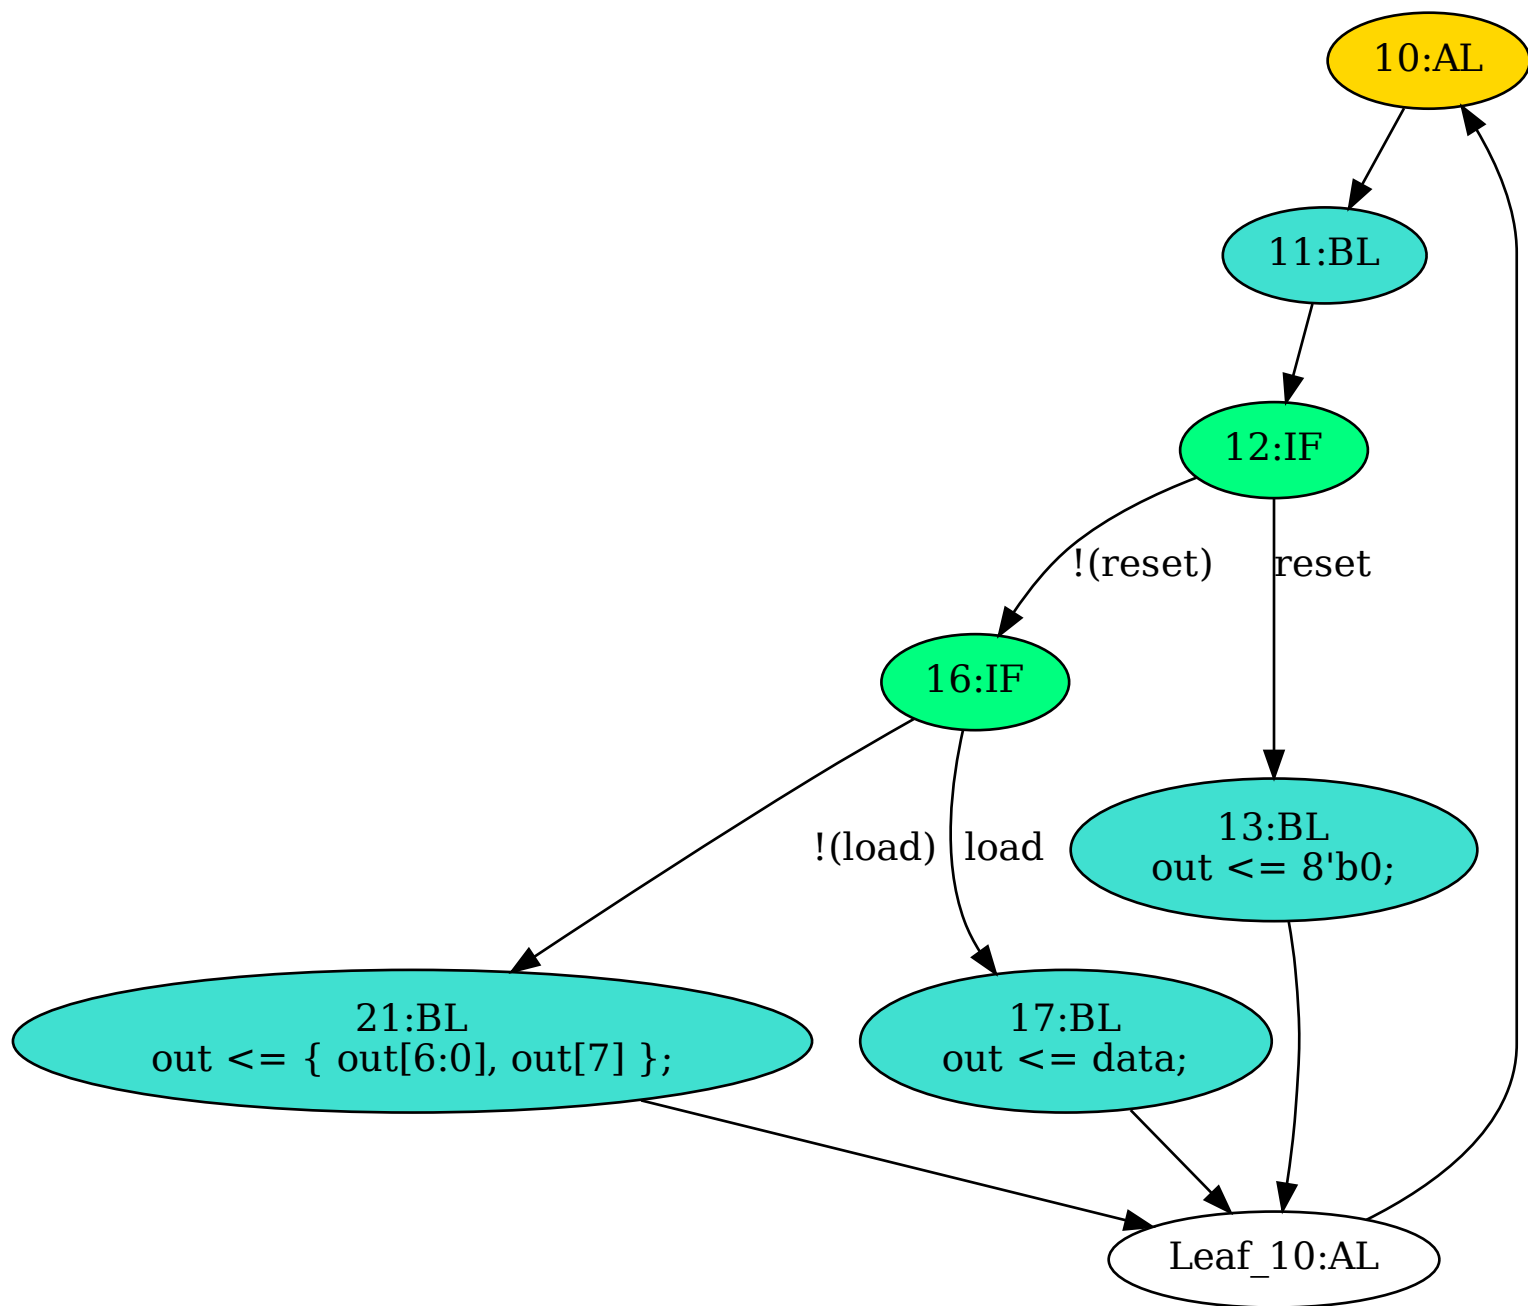 10:AL
11:BL
12:IF
!(reset)
reset
16:IF
!(load)
load
13:BL
out <= 8'b0;
21:BL
out <= { out[6:0], out[7] };
17:BL
out <= data;
Leaf_10:AL